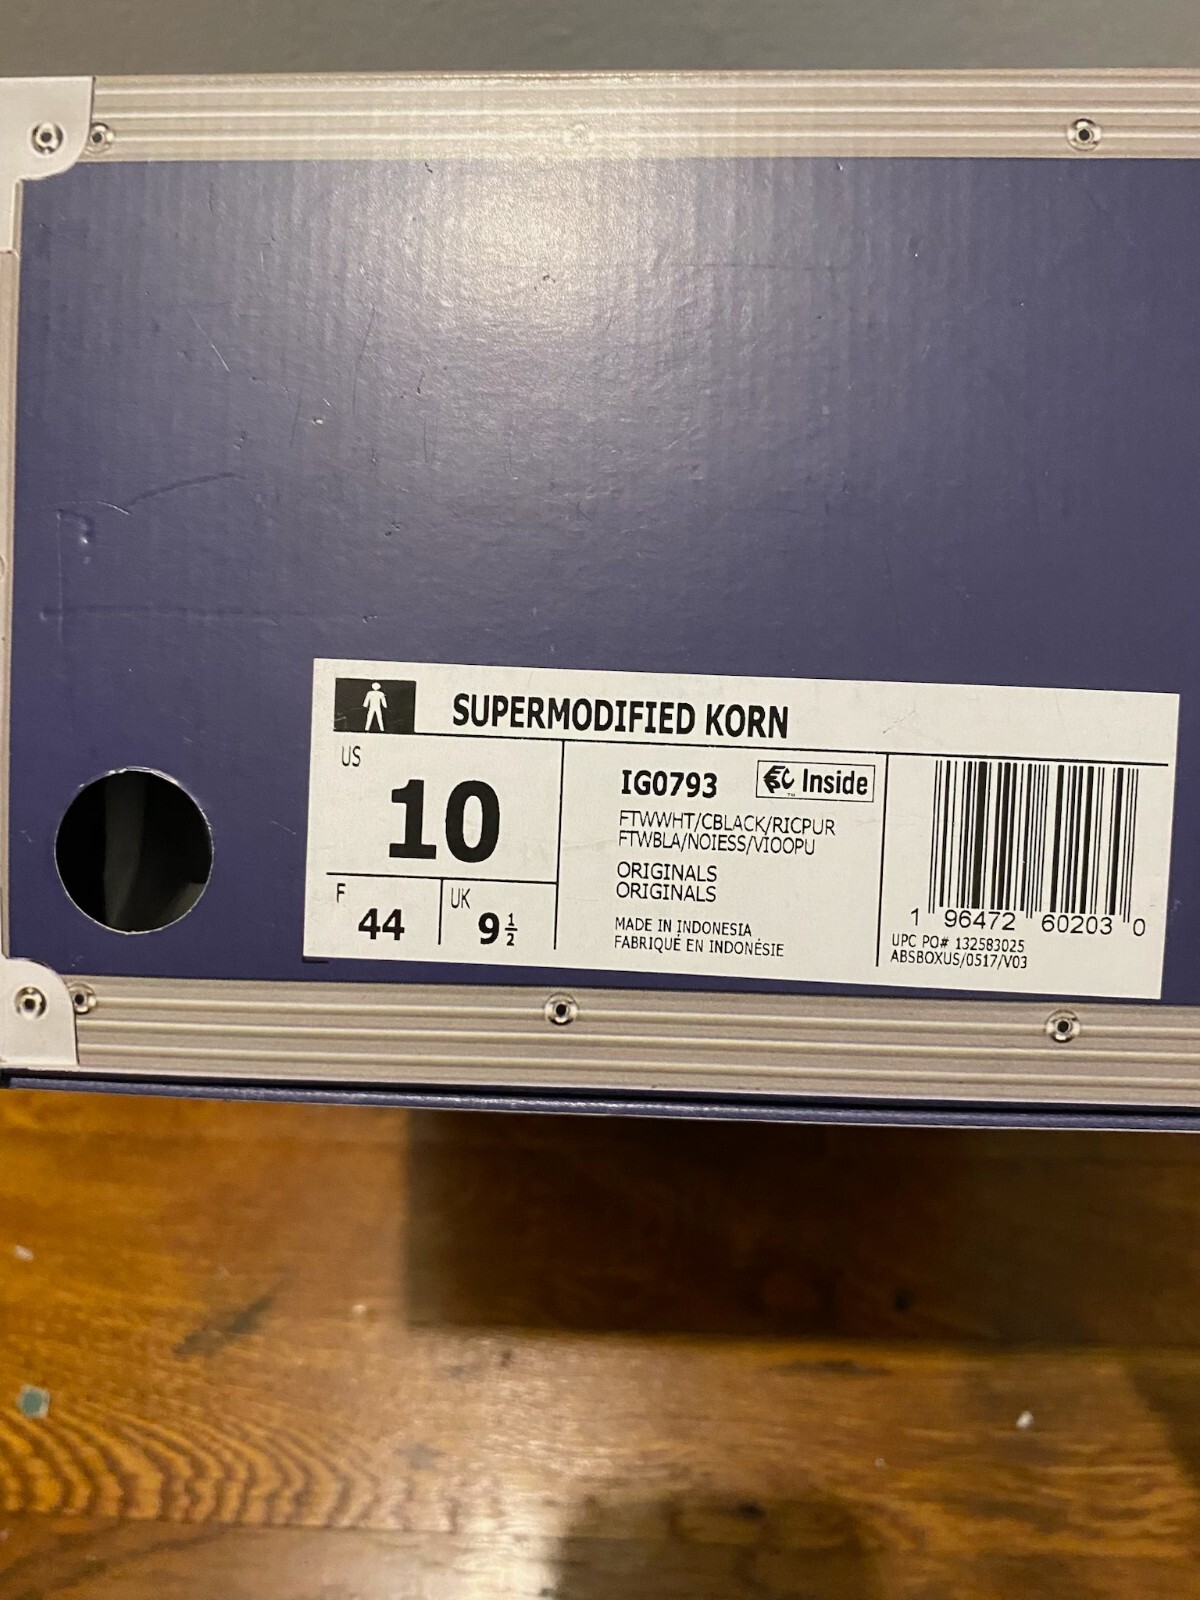 SUPERMODIFIED KORN
US
10
F
44
UK
9 1/2
IG0793
Inside
FTWWHT/CBLACK/RICPUR
FTWBLA/NOIESS/VIOOPU
ORIGINALS
ORIGINALS
MADE IN INDONESIA
FABRIQUÉ EN INDONÉSIE
1 96472 60203 0
UPC PO# 132583025
ABSBOXUS/0517/V03